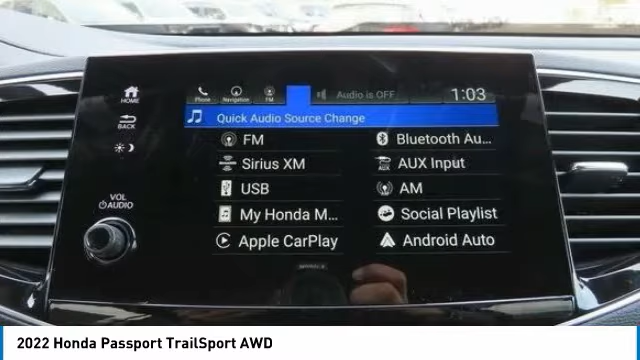 HOME
BACK
VOL
AUDIO
Phone Navigation FM Audio is OFF 1:03
Quick Audio Source Change
FM Bluetooth Au...
Sirius XM AUX Input
USB AM
My Honda M... Social Playlist
Apple CarPlay Android Auto
2022 Honda Passport TrailSport AWD